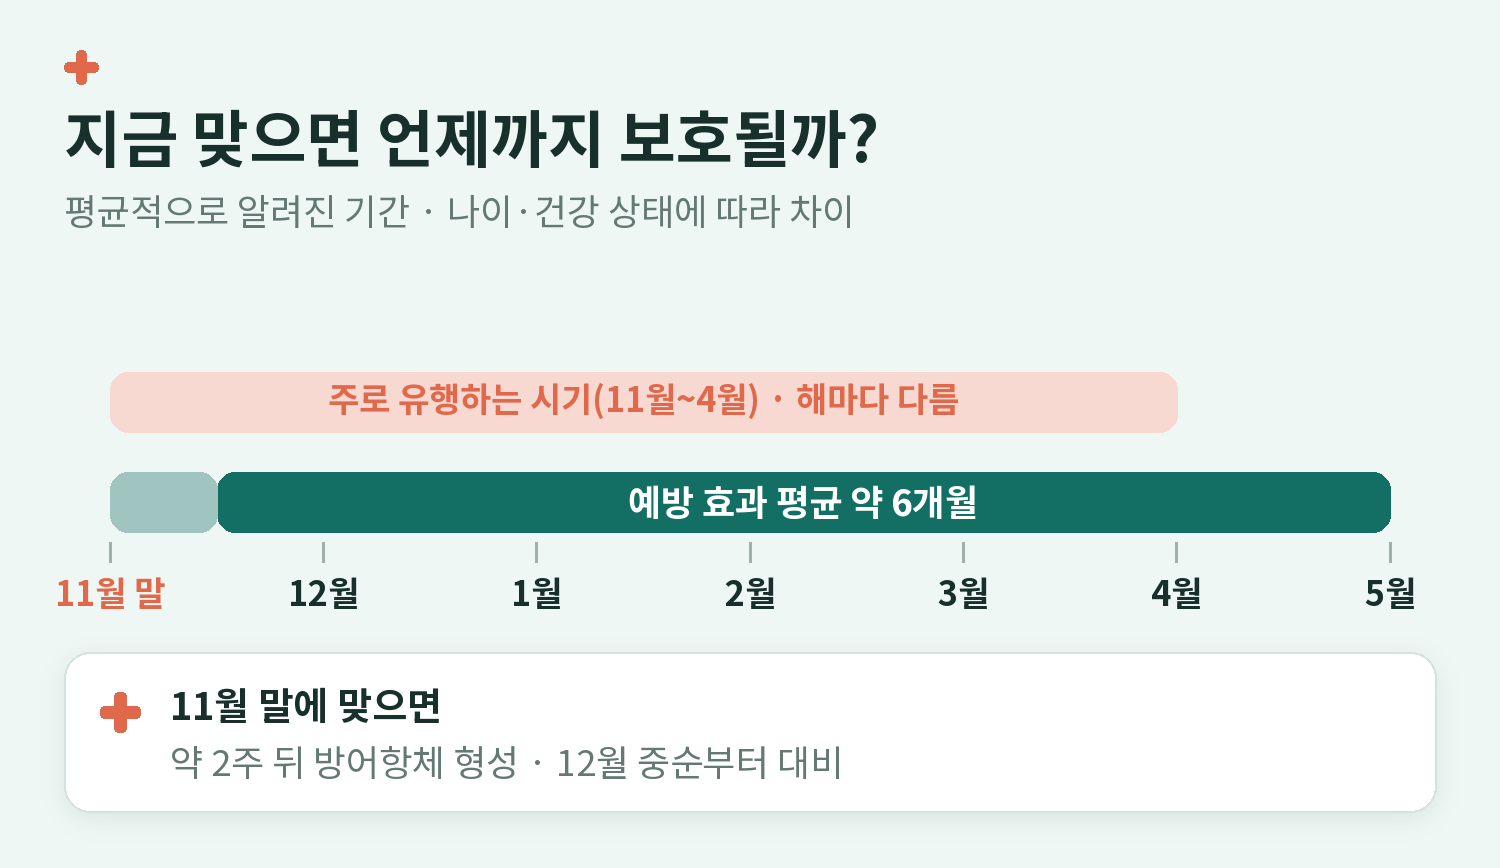 지금 맞으면 언제까지 보호될까?
평균적으로 알려진 기간 · 나이·건강 상태에 따라 차이
주로 유행하는 시기(11월~4월) · 해마다 다름
예방 효과 평균 약 6개월
11월 말 12월 1월 2월 3월 4월 5월
11월 말에 맞으면
약 2주 뒤 방어항체 형성 · 12월 중순부터 대비